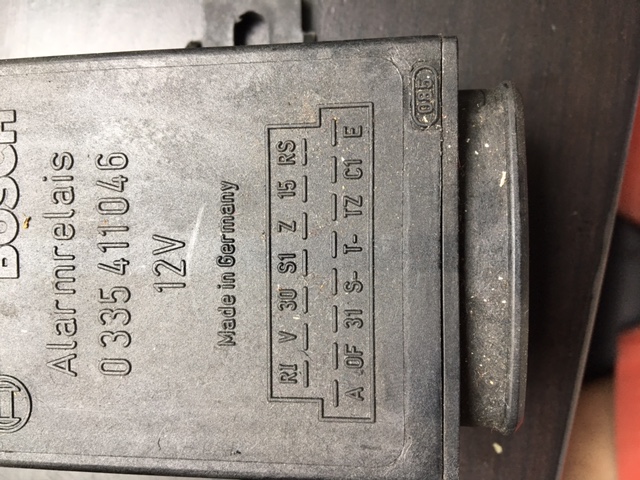 BOSCH
Alarmrelais
0 335 411 046
12V
Made in Germany
RI V 30 S1 Z 15 RS
A OF 31 S- T- TZ C1 E
085